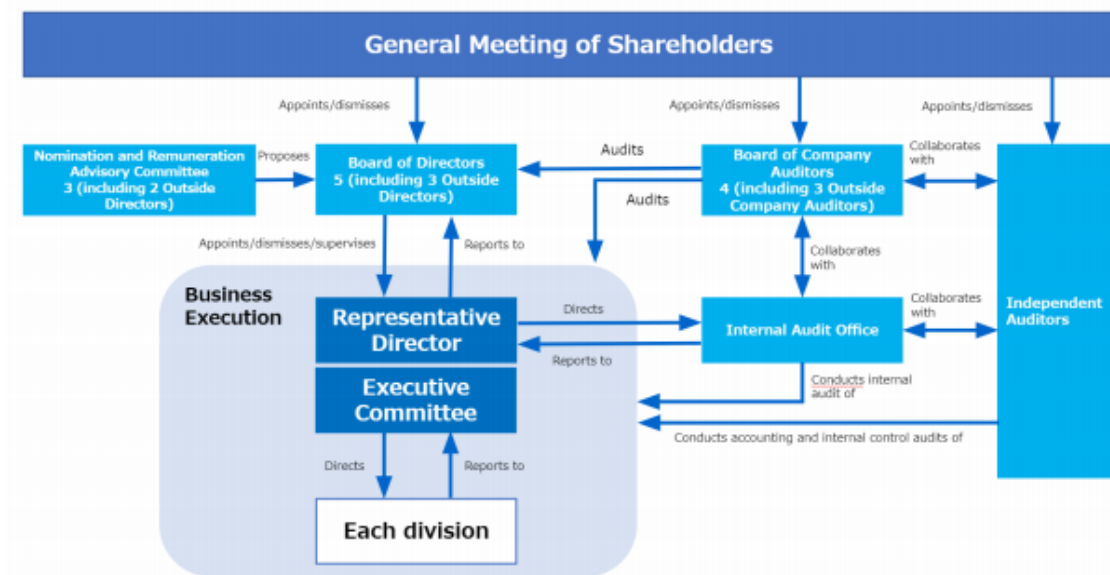 General Meeting of Shareholders
Appoints/dismisses
Appoints/dismisses
Appoints/dismisses
Nomination and Remuneration
Advisory Committee
3 (including 2 Outside
Directors)
Proposes
Board of Directors
5 (including 3 Outside
Directors)
Audits
Audits
Board of Company
Auditors
4 (including 3 Outside
Company Auditors)
Collaborates
with
Appoints/dismisses/supervises
Reports to
Collaborates
with
Business
Execution
Representative
Director
Directs
Reports to
Internal Audit Office
Collaborates
with
Independent
Auditors
Executive
Committee
Conducts internal
audit of
Conducts accounting and internal control audits of
Directs
Reports to
Each division